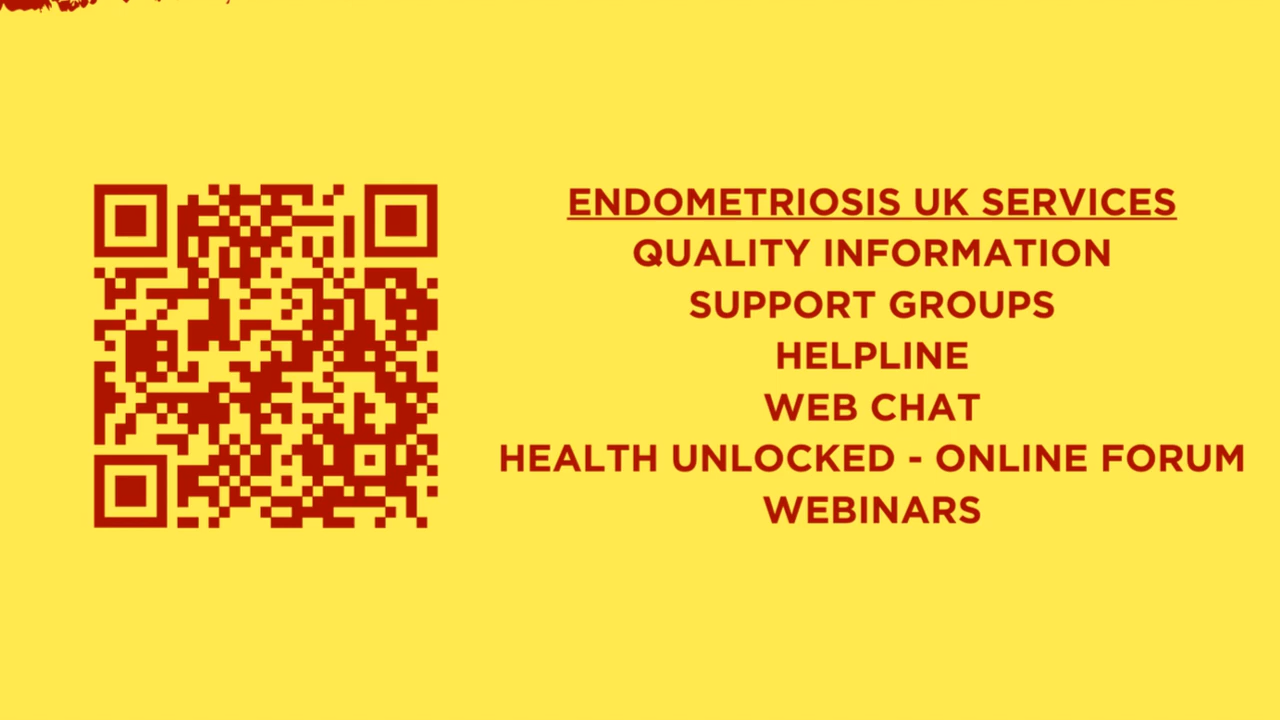 ENDOMETRIOSIS UK SERVICES
QUALITY INFORMATION
SUPPORT GROUPS
HELPLINE
WEB CHAT
HEALTH UNLOCKED - ONLINE FORUM
WEBINARS